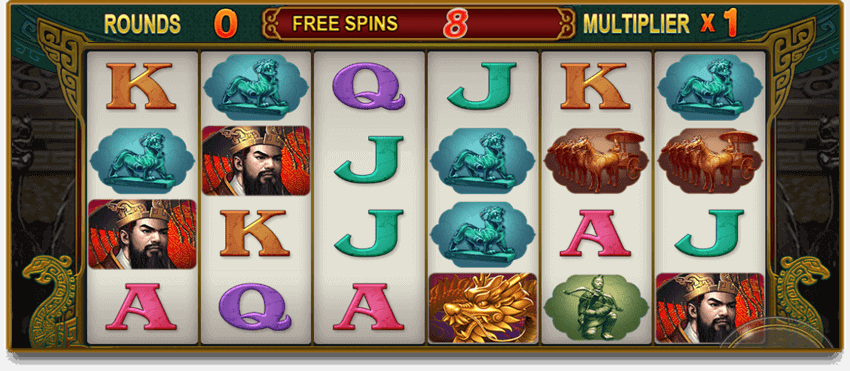 ROUNDS 0 FREE SPINS 8 MULTIPLIER X 1
K Q J K
J
K J A J
A Q A